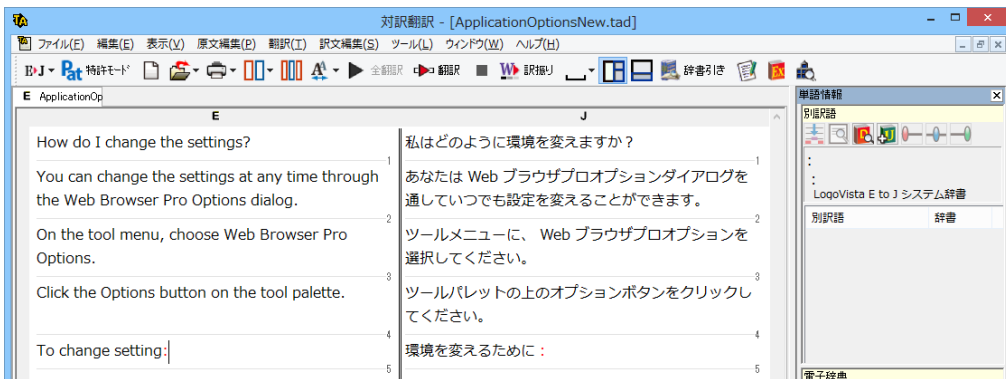 対訳翻訳 - [ApplicationOptionsNew.tad]
ファイル(F) 編集(E) 表示(V) 原文編集(P) 翻訳(T) 訳文編集(S) ツール(L) ウィンドウ(W) ヘルプ(H)
E›J Pat 特許モード 全翻訳 翻訳 W 訳振り 辞書引き Ex
E ApplicationOp
E
J
How do I change the settings?
私はどのように環境を変えますか？
1
1
You can change the settings at any time through
the Web Browser Pro Options dialog.
あなたは Web ブラウザプロオプションダイアログを
通していつでも設定を変えることができます。
2
2
On the tool menu, choose Web Browser Pro
Options.
ツールメニューに、 Web ブラウザプロオプションを
選択してください。
3
3
Click the Options button on the tool palette.
ツールパレットの上のオプションボタンをクリックし
てください。
4
4
To change setting:
環境を変えるために：
5
5
単語情報
別訳語
:
:
LogoVista E to J システム辞書
別訳語 辞書
電子辞典